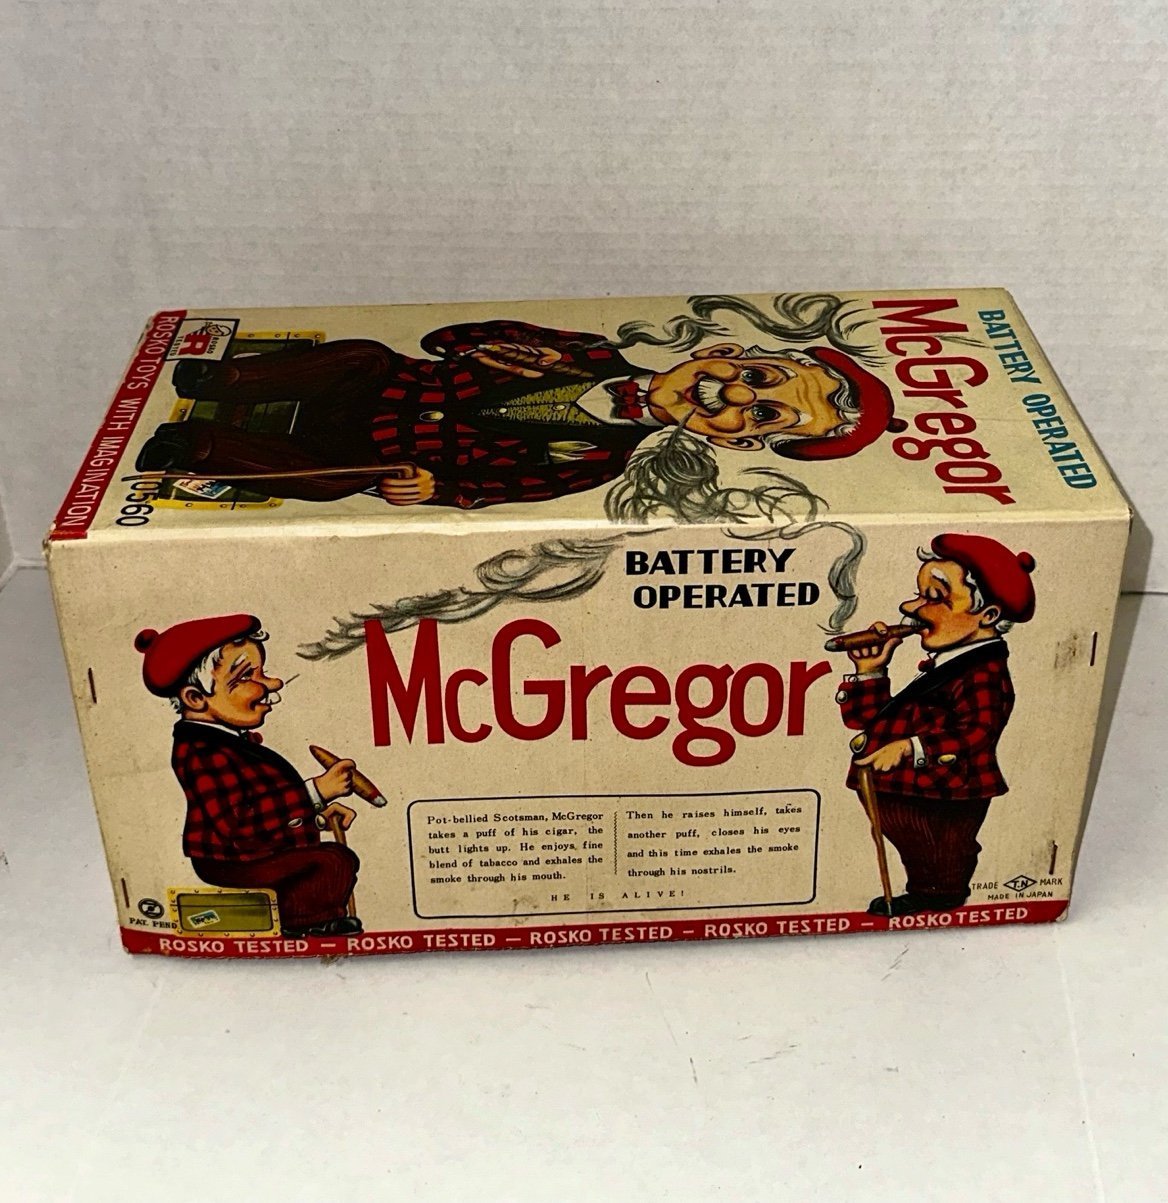 BATTERY OPERATED
McGregor
ROSKO TOYS WITH IMAGINATION
ROSKO
R
TESTED
10560
BATTERY
OPERATED
McGregor
Pot-bellied Scotsman, McGregor
takes a puff of his cigar, the
butt lights up. He enjoys fine
blend of tobacco and exhales the
smoke through his mouth.
Then he raises himself, takes
another puff, closes his eyes
and this time exhales the smoke
through his nostrils.
HE IS ALIVE!
PAT. PEND
TRADE T.N MARK
MADE IN JAPAN
ROSKO TESTED — ROSKO TESTED — ROSKO TESTED — ROSKO TESTED — ROSKO TESTED